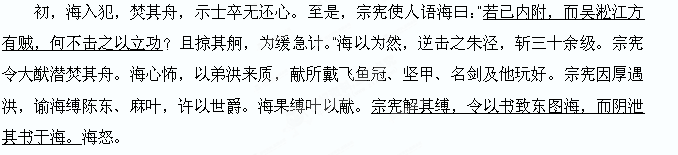 初，海入犯，焚其舟，示士卒无还心。至是，宗宪使人语海曰：“若已内附，而吴淞江方
有贼，何不击之以立功？且掠其舸，为缓急计。”海以为然，逆击之朱泾，斩三十余级。宗宪
令大猷潜焚其舟。海心怖，以弟洪来质，献所戴飞鱼冠、坚甲、名剑及他玩好。宗宪因厚遇
洪，谕海缚陈东、麻叶，许以世爵。海果缚叶以献。宗宪解其缚，令以书致东图海，而阴泄
其书于海。海怒。